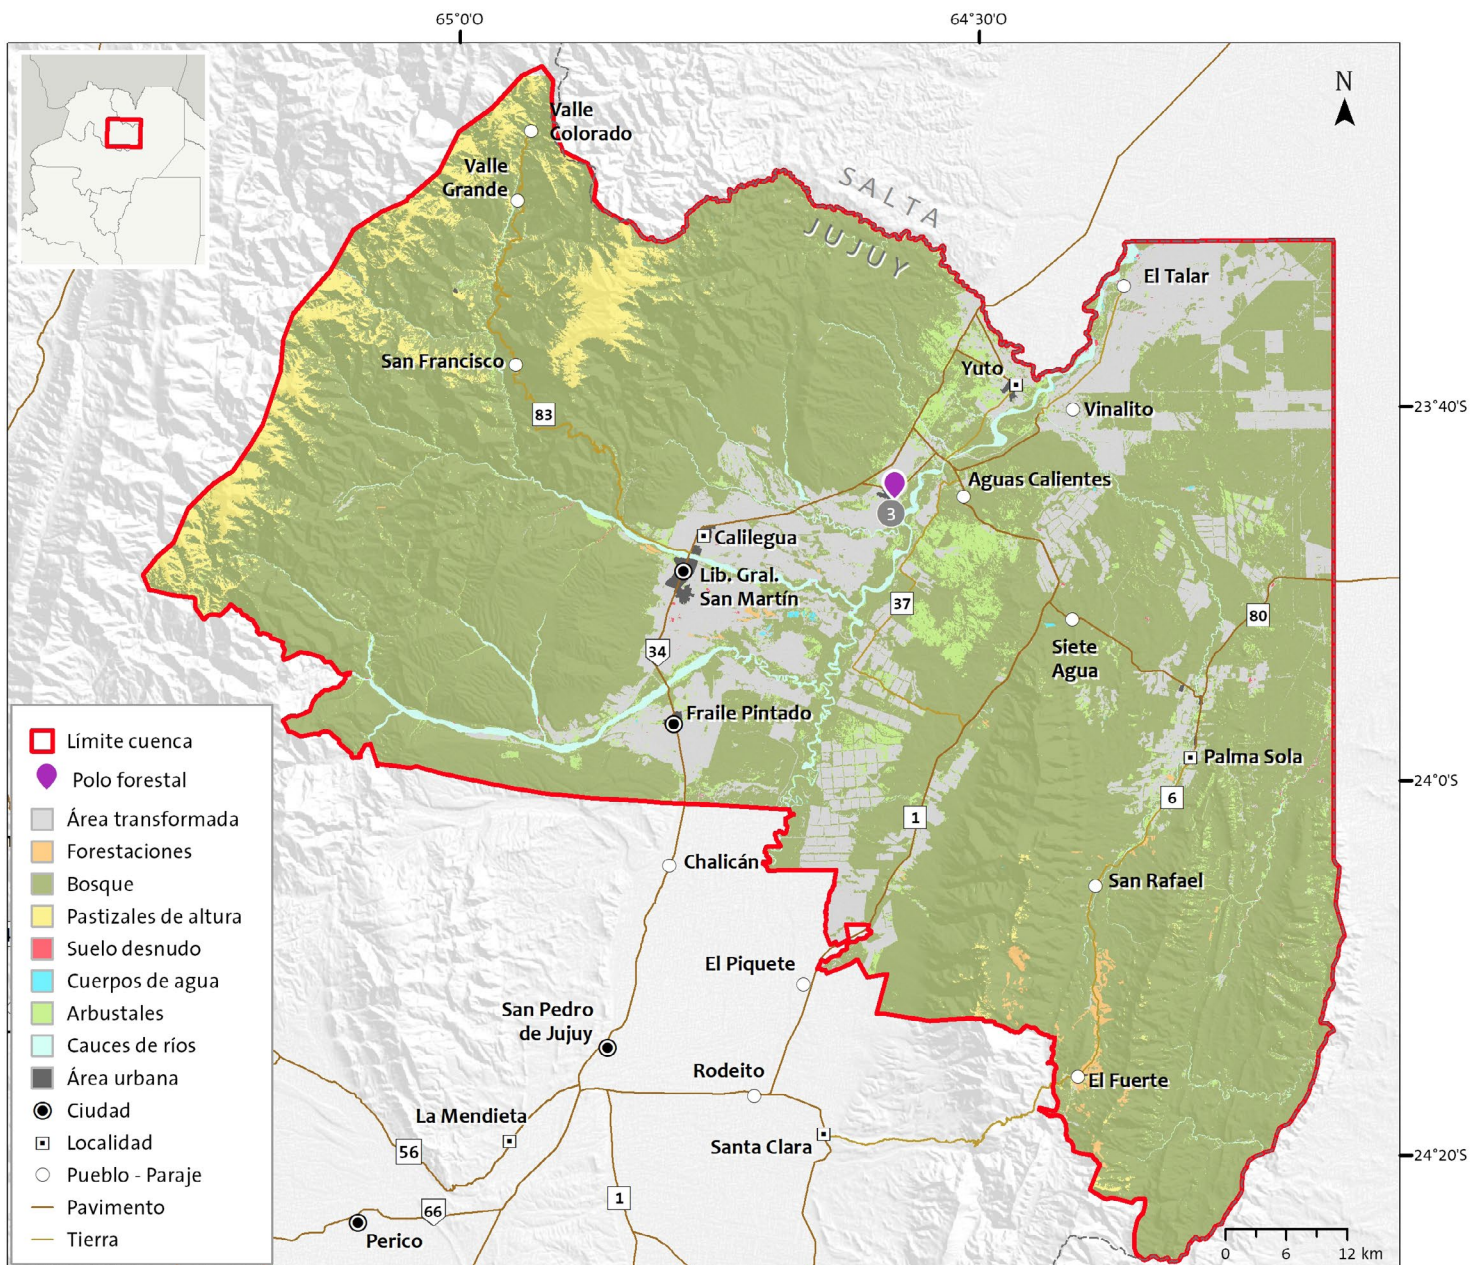 65°0'O
64°30'O
N
Valle
Colorado
Valle
Grande
SALTA
JUJUY
El Talar
San Francisco
Yuto
83
Vinalito
23°40'S
Aguas Calientes
3
Calilegua
Lib. Gral.
San Martín
37
80
Siete
Agua
34
Fraile Pintado
Palma Sola
24°0'S
6
1
Chalicán
San Rafael
El Piquete
San Pedro
de Jujuy
Rodeito
El Fuerte
La Mendieta
Santa Clara
56
24°20'S
1
66
Perico
0 6 12 km
Límite cuenca
Polo forestal
Área transformada
Forestaciones
Bosque
Pastizales de altura
Suelo desnudo
Cuerpos de agua
Arbustales
Cauces de ríos
Área urbana
Ciudad
Localidad
Pueblo - Paraje
Pavimento
Tierra